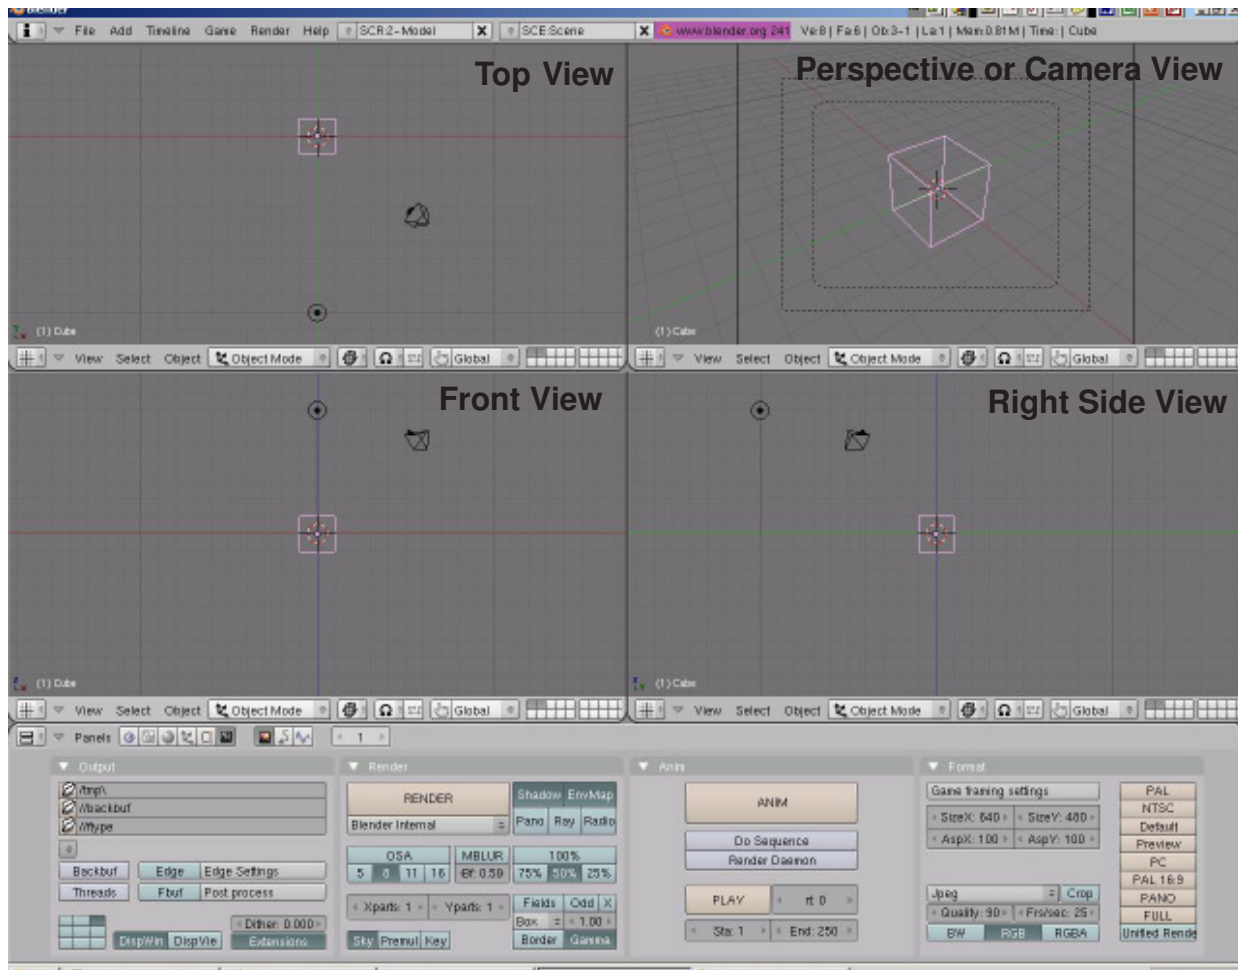 File Add Timeline Game Render Help SCR:2-Model X SCE:Scene X www.blender.org 241 Ve:8 | Fa:6 | Ob:3-1 | La:1 | Mem:0.81M | Time: | Cube
Top View
Perspective or Camera View
(1) Cube
(1) Cube
View Select Object Object Mode Global
View Select Object Object Mode Global
Front View
Right Side View
(1) Cube
(1) Cube
View Select Object Object Mode Global
View Select Object Object Mode Global
Panels 1
Output
Render
Anim
Format
/tmp\
//backbuf
//ftype
Backbuf Edge Edge Settings
Threads Fbuf Post process
Dither: 0.000
DispWin DispVie Extensions
RENDER
Blender Internal
Shadow EnvMap
Pano Ray Radio
OSA MBLUR 100%
5 8 11 16 Bf: 0.50 75% 50% 25%
Xparts: 1 Yparts: 1 Fields Odd X
Box 1.00
Sky Premul Key Border Gamma
ANIM
Do Sequence
Render Daemon
PLAY rt: 0
Sta: 1 End: 250
Game framing settings
SizeX: 640 SizeY: 480
AspX: 100 AspY: 100
Jpeg Crop
Quality: 90 Frs/sec: 25
BW RGB RGBA
PAL
NTSC
Default
Preview
PC
PAL 16:9
PANO
FULL
Unified Rende